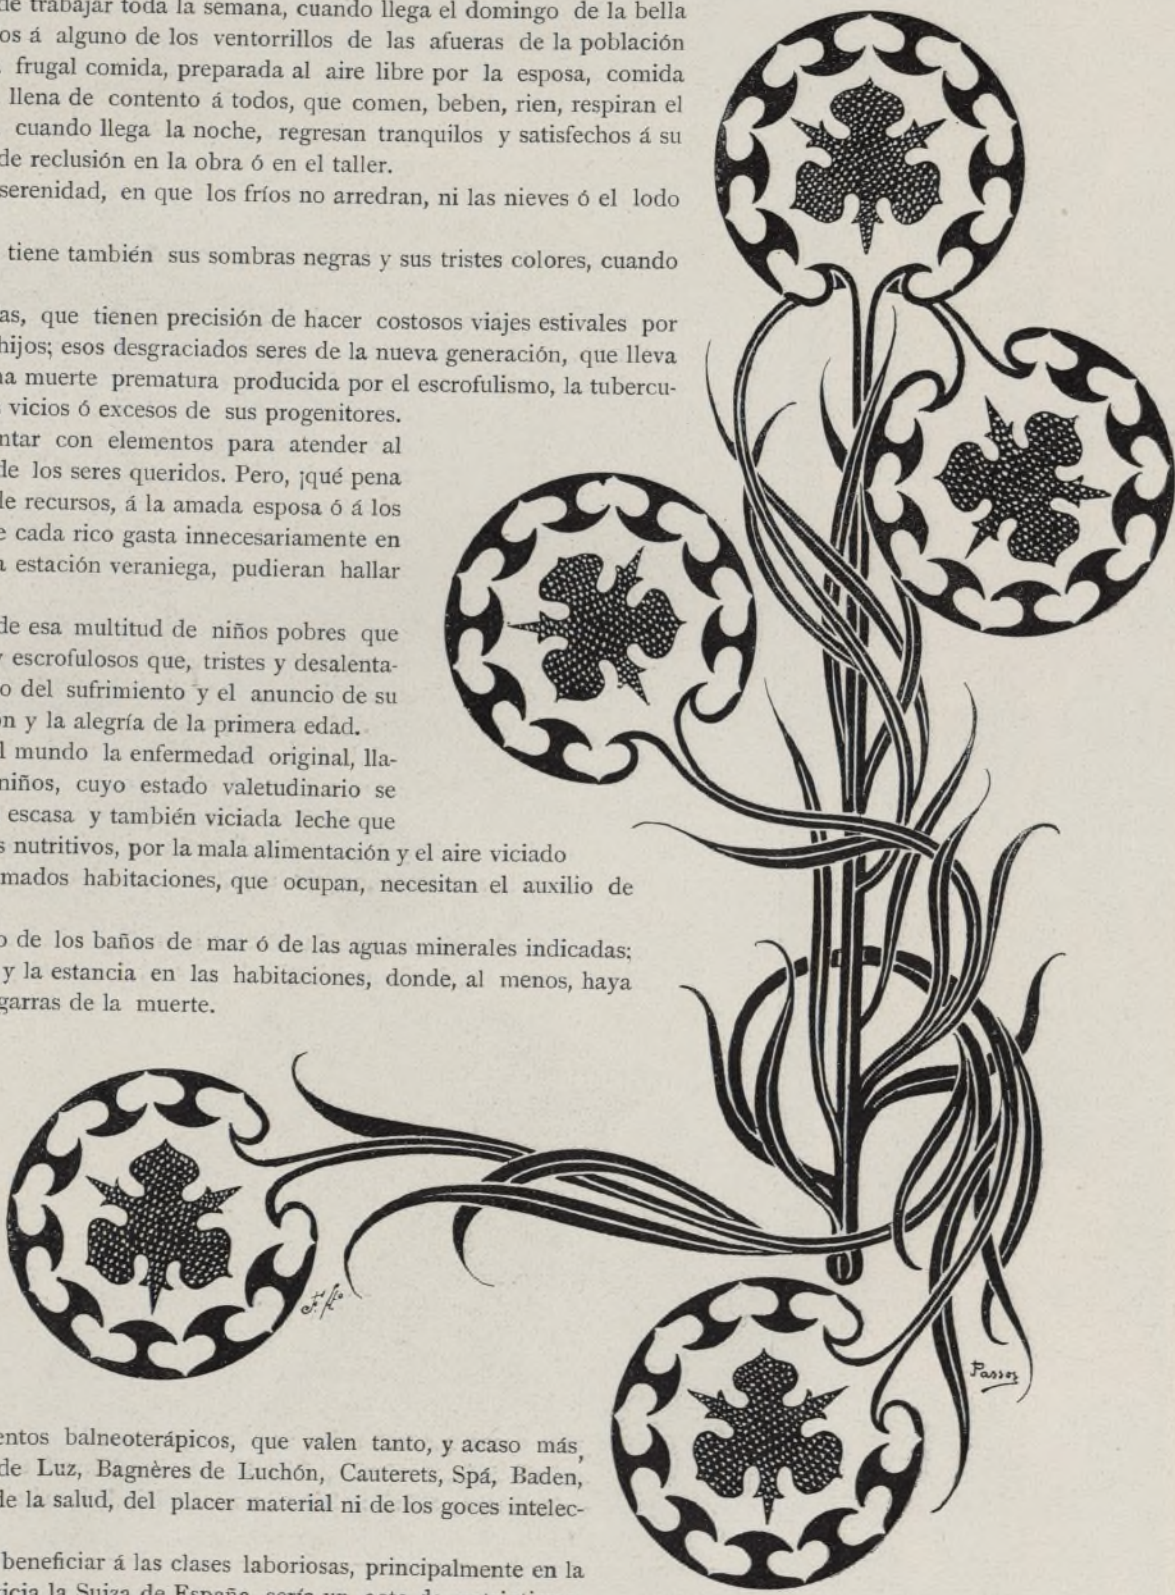 de trabajar toda la semana, cuando llega el domingo de la bella
os á alguno de los ventorrillos de las afueras de la población
frugal comida, preparada al aire libre por la esposa, comida
llena de contento á todos, que comen, beben, rien, respiran el
cuando llega la noche, regresan tranquilos y satisfechos á su
de reclusión en la obra ó en el taller.
serenidad, en que los fríos no arredran, ni las nieves ó el lodo
tiene también sus sombras negras y sus tristes colores, cuando
as, que tienen precisión de hacer costosos viajes estivales por
hijos; esos desgraciados seres de la nueva generación, que lleva
na muerte prematura producida por el escrofulismo, la tubercu-
vicios ó excesos de sus progenitores.
ntar con elementos para atender al
de los seres queridos. Pero, ¡qué pena
de recursos, á la amada esposa ó á los
e cada rico gasta innecesariamente en
a estación veraniega, pudieran hallar
de esa multitud de niños pobres que
y escrofulosos que, tristes y desalenta-
o del sufrimiento y el anuncio de su
ón y la alegría de la primera edad.
l mundo la enfermedad original, lla-
niños, cuyo estado valetudinario se
escasa y también viciada leche que
s nutritivos, por la mala alimentación y el aire viciado
mados habitaciones, que ocupan, necesitan el auxilio de
o de los baños de mar ó de las aguas minerales indicadas;
y la estancia en las habitaciones, donde, al menos, haya
garras de la muerte.
Passos
entos balneoterápicos, que valen tanto, y acaso más,
de Luz, Bagnères de Luchón, Cauterets, Spá, Baden,
de la salud, del placer material ni de los goces intelec-
beneficiar á las clases laboriosas, principalmente en la
icia la Suiza de España, sería un acto de